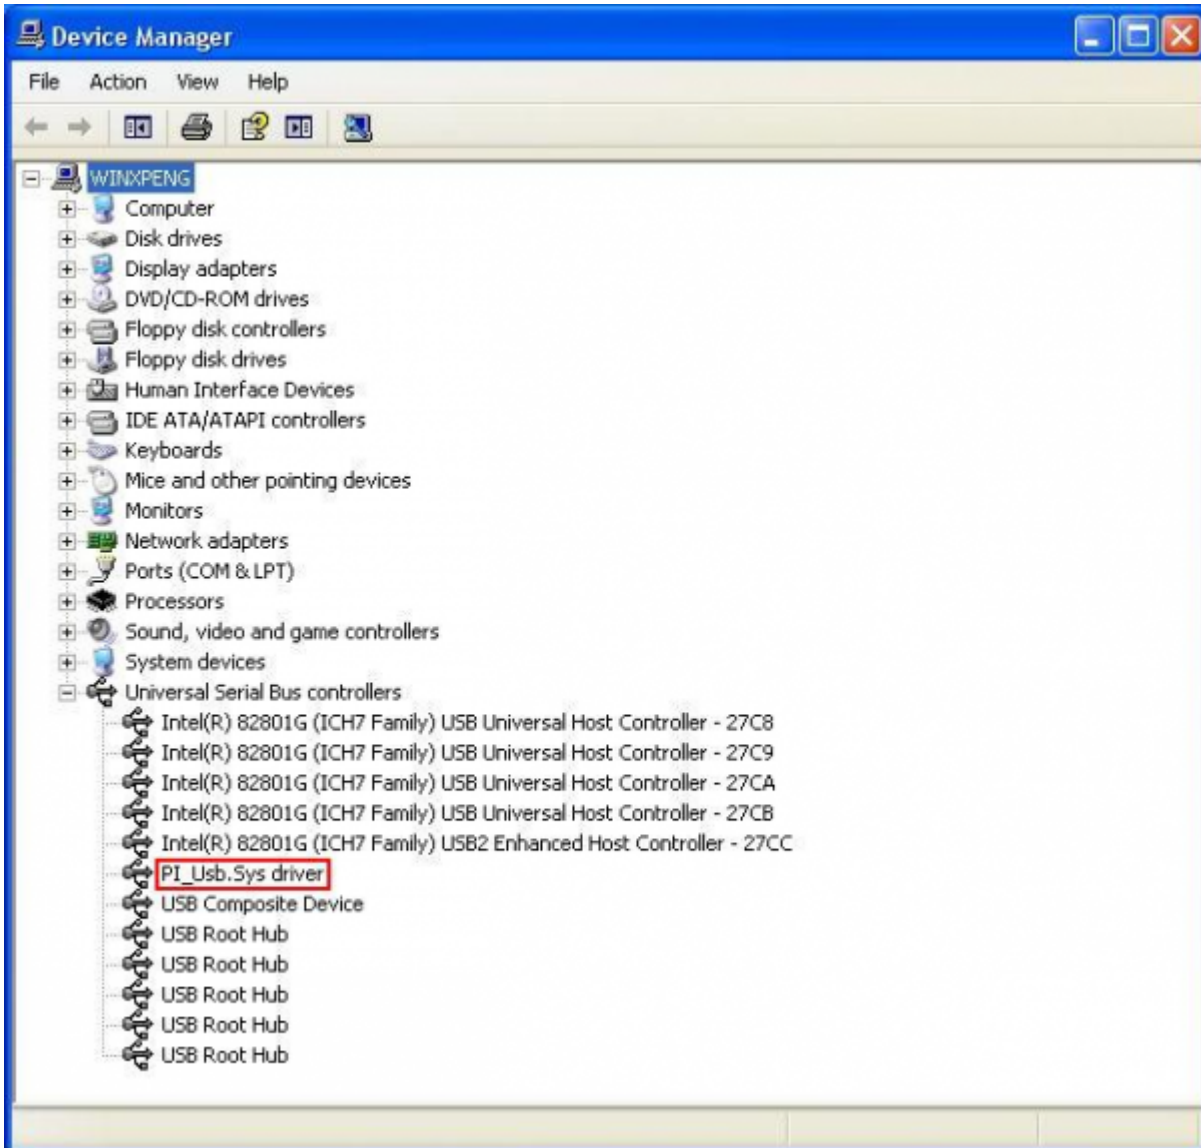 Device Manager
File Action View Help
WINXPENG
Computer
Disk drives
Display adapters
DVD/CD-ROM drives
Floppy disk controllers
Floppy disk drives
Human Interface Devices
IDE ATA/ATAPI controllers
Keyboards
Mice and other pointing devices
Monitors
Network adapters
Ports (COM & LPT)
Processors
Sound, video and game controllers
System devices
Universal Serial Bus controllers
Intel(R) 82801G (ICH7 Family) USB Universal Host Controller - 27C8
Intel(R) 82801G (ICH7 Family) USB Universal Host Controller - 27C9
Intel(R) 82801G (ICH7 Family) USB Universal Host Controller - 27CA
Intel(R) 82801G (ICH7 Family) USB Universal Host Controller - 27CB
Intel(R) 82801G (ICH7 Family) USB2 Enhanced Host Controller - 27CC
PI_Usb.Sys driver
USB Composite Device
USB Root Hub
USB Root Hub
USB Root Hub
USB Root Hub
USB Root Hub